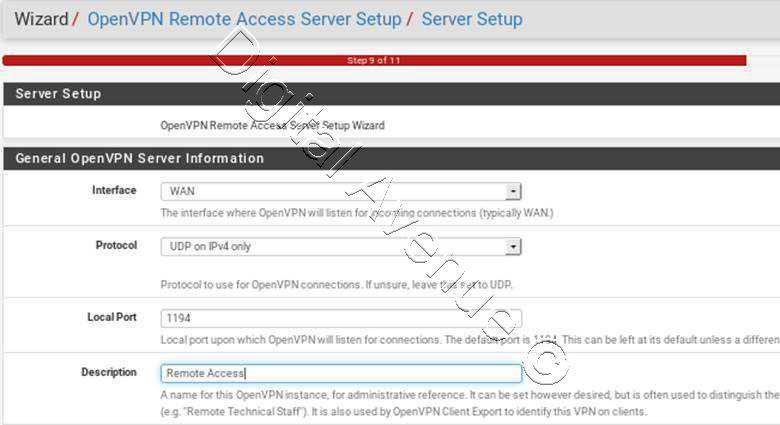 Wizard / OpenVPN Remote Access Server Setup / Server Setup
Step 9 of 11
Server Setup
OpenVPN Remote Access Server Setup Wizard
General OpenVPN Server Information
Interface WAN
The interface where OpenVPN will listen for incoming connections (typically WAN.)
Protocol UDP on IPv4 only
Protocol to use for OpenVPN connections. If unsure, leave this set to UDP.
Local Port 1194
Local port upon which OpenVPN will listen for connections. The default port is 1194. This can be left at its default unless a differen
Description Remote Access
A name for this OpenVPN instance, for administrative reference. It can be set however desired, but is often used to distinguish the
(e.g. "Remote Technical Staff"). It is also used by OpenVPN Client Export to identify this VPN on clients.
Digital Avenue ©